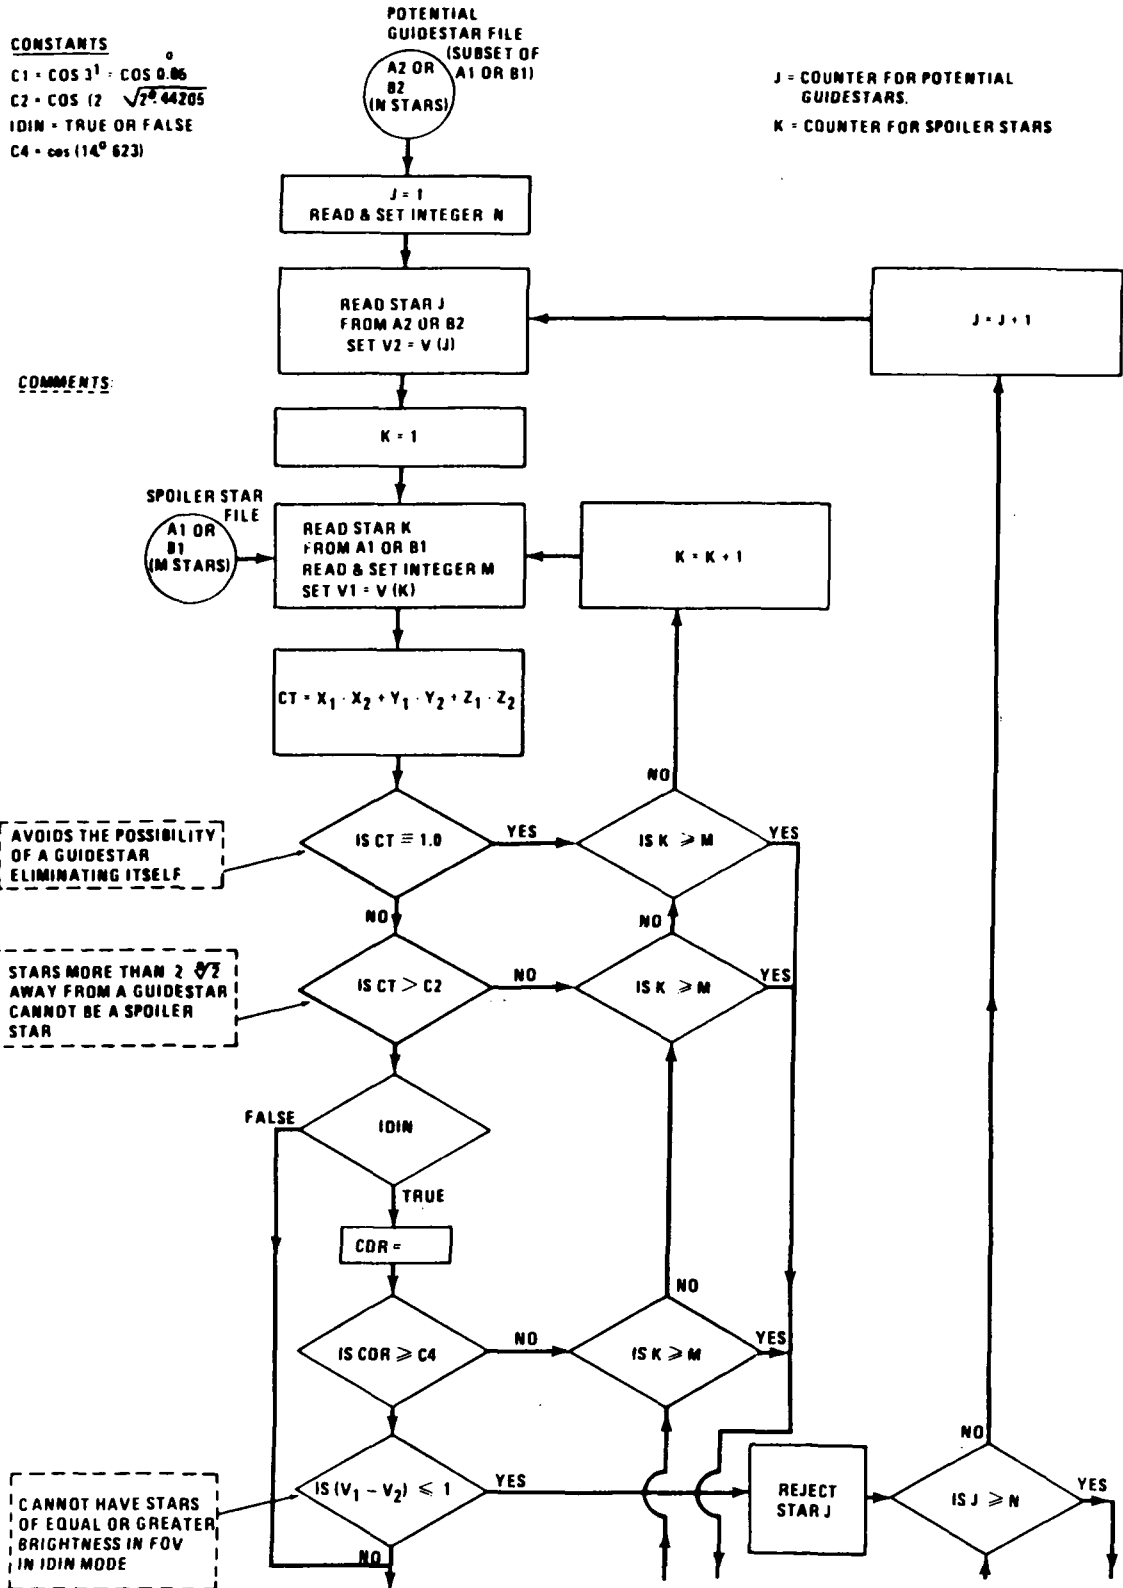 POTENTIAL
GUIDESTAR FILE
(SUBSET OF
A1 OR B1)
A2 OR
B2
(N STARS)
CONSTANTS
C1 = COS 3¹ = COS 0.05
C2 = COS (2 √2⁰.44205
IDIN = TRUE OR FALSE
C4 = cos (14⁰ 623)
J = COUNTER FOR POTENTIAL
GUIDESTARS.
K = COUNTER FOR SPOILER STARS
J = 1
READ & SET INTEGER N
READ STAR J
FROM A2 OR B2
SET V2 = V (J)
J = J + 1
COMMENTS:
K = 1
SPOILER STAR
FILE
A1 OR
B1
(M STARS)
READ STAR K
FROM A1 OR B1
READ & SET INTEGER M
SET V1 = V (K)
K = K + 1
CT = X₁ · X₂ + Y₁ · Y₂ + Z₁ · Z₂
NO
AVOIDS THE POSSIBILITY
OF A GUIDESTAR
ELIMINATING ITSELF
IS CT ≡ 1.0
YES
IS K ⩾ M
YES
NO
NO
STARS MORE THAN 2 √2
AWAY FROM A GUIDESTAR
CANNOT BE A SPOILER
STAR
IS CT > C2
NO
IS K ⩾ M
YES
FALSE
IDIN
TRUE
CDR =
NO
IS CDR ⩾ C4
NO
IS K ⩾ M
YES
NO
CANNOT HAVE STARS
OF EQUAL OR GREATER
BRIGHTNESS IN FOV
IN IDIN MODE
IS (V₁ – V₂) ⩽ 1
YES
REJECT
STAR J
IS J ⩾ N
YES
NO